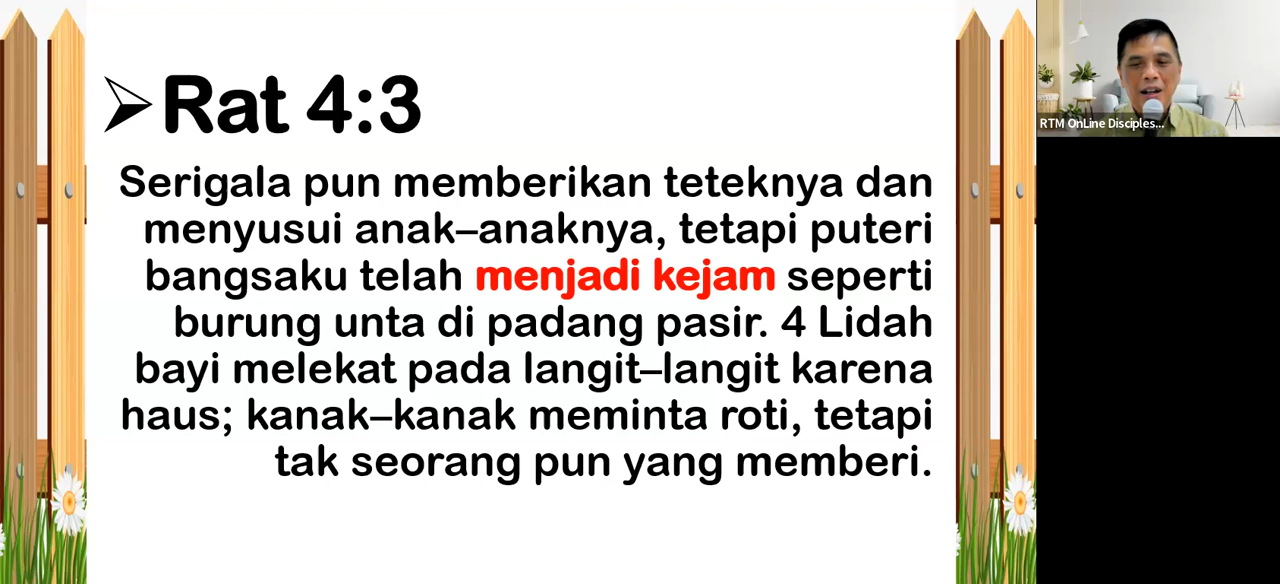 Rat 4:3
Serigala pun memberikan teteknya dan
menyusui anak–anaknya, tetapi puteri
bangsaku telah menjadi kejam seperti
burung unta di padang pasir. 4 Lidah
bayi melekat pada langit–langit karena
haus; kanak–kanak meminta roti, tetapi
tak seorang pun yang memberi.
RTM OnLine Disciples...